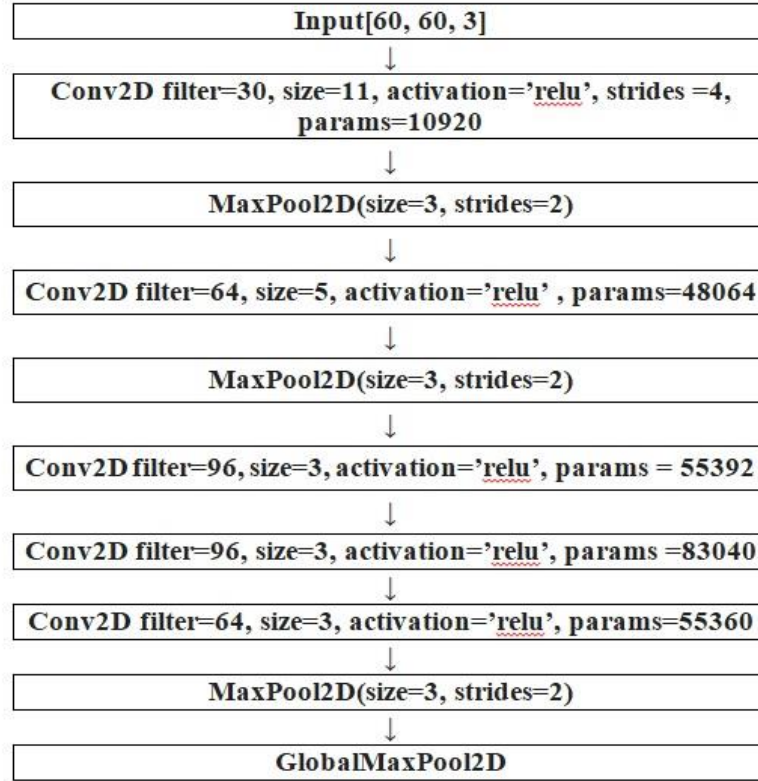 Input[60, 60, 3]
↓
Conv2D filter=30, size=11, activation=’relu’, strides =4,
params=10920
↓
MaxPool2D(size=3, strides=2)
↓
Conv2D filter=64, size=5, activation=’relu’ , params=48064
↓
MaxPool2D(size=3, strides=2)
↓
Conv2D filter=96, size=3, activation=’relu’, params = 55392
↓
Conv2D filter=96, size=3, activation=’relu’, params =83040
↓
Conv2D filter=64, size=3, activation=’relu’, params=55360
↓
MaxPool2D(size=3, strides=2)
↓
GlobalMaxPool2D